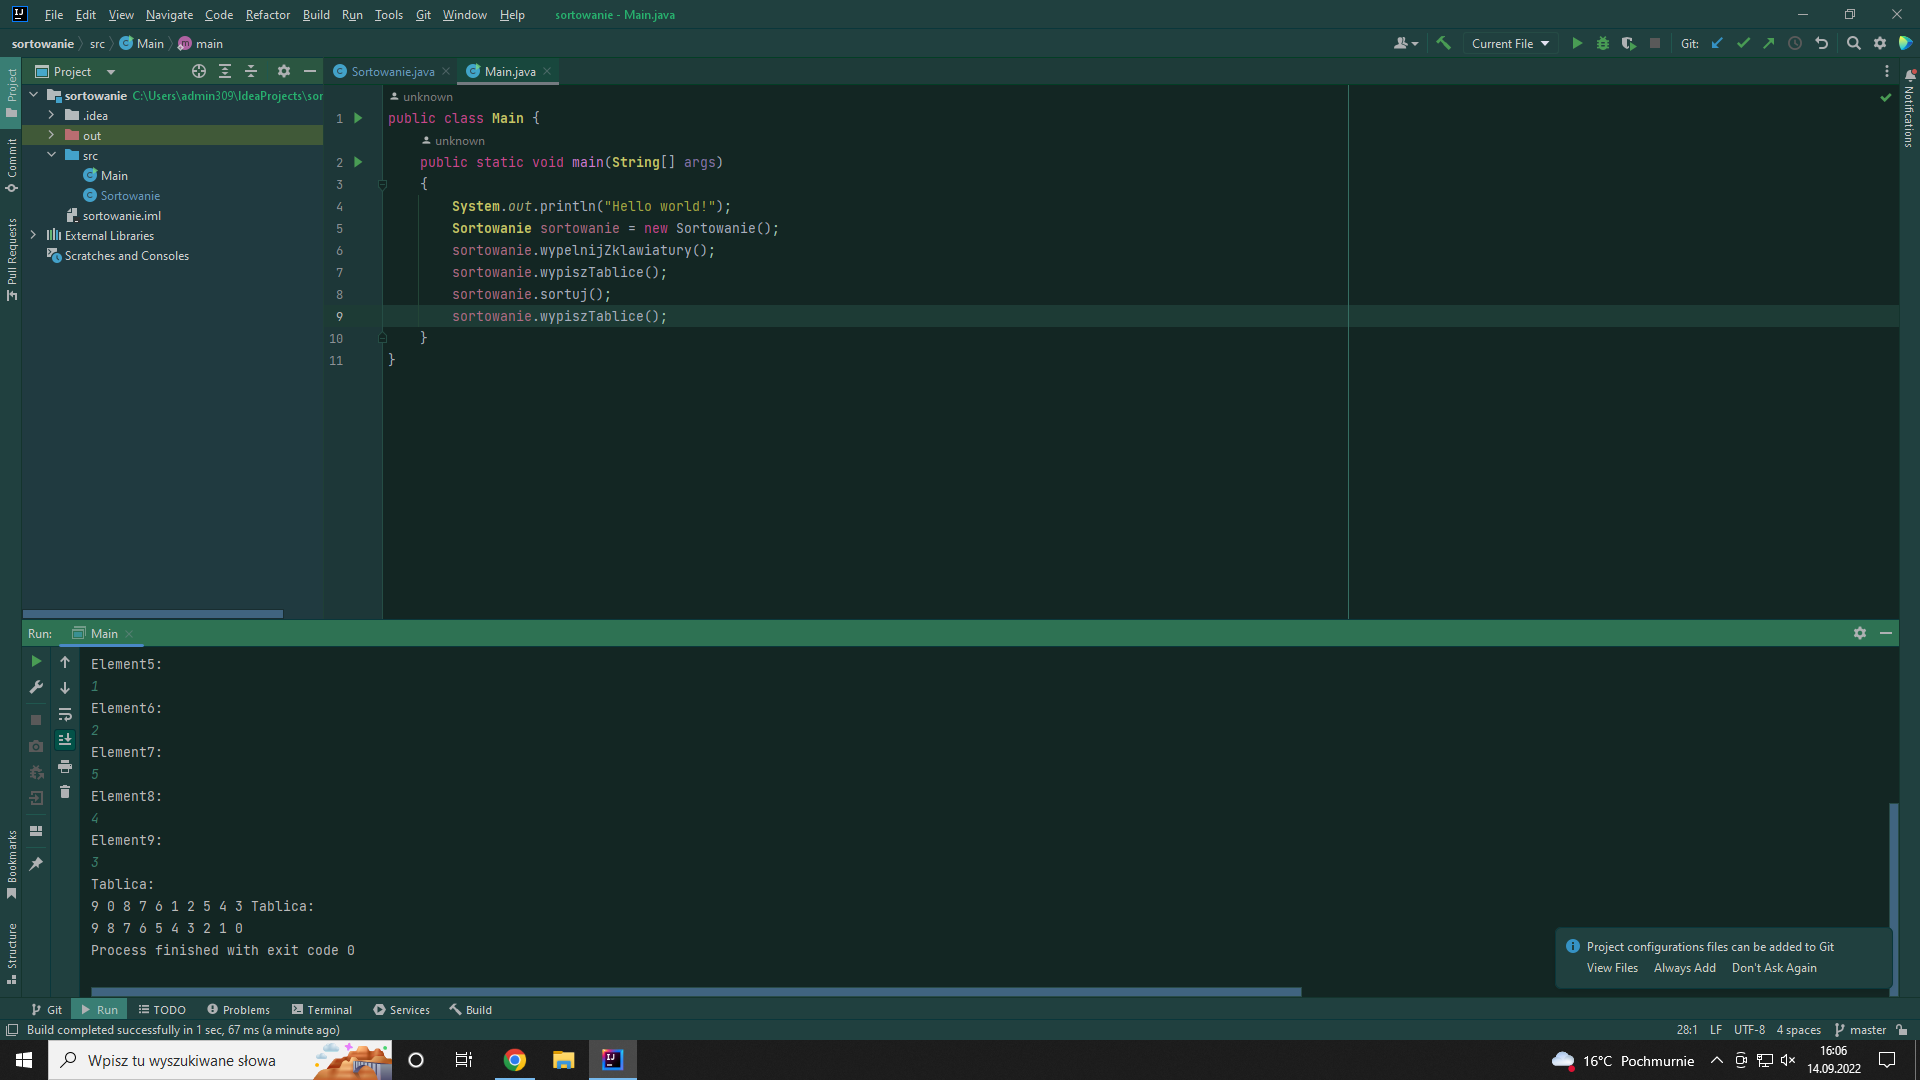 File Edit View Navigate Code Refactor Build Run Tools Git Window Help sortowanie - Main.java
sortowanie src Main main Current File Git:
Project Sortowanie.java Main.java
sortowanie C:\Users\admin309\IdeaProjects\sor
.idea
out
src
Main
Sortowanie
sortowanie.iml
External Libraries
Scratches and Consoles
Project
Commit
Pull Requests
Bookmarks
Structure
Notifications
unknown
1 public class Main {
unknown
2 public static void main(String[] args)
3 {
4 System.out.println("Hello world!");
5 Sortowanie sortowanie = new Sortowanie();
6 sortowanie.wypelnijZklawiatury();
7 sortowanie.wypiszTablice();
8 sortowanie.sortuj();
9 sortowanie.wypiszTablice();
10 }
11 }
Run: Main
Element5:
1
Element6:
2
Element7:
5
Element8:
4
Element9:
3
Tablica:
9 0 8 7 6 1 2 5 4 3 Tablica:
9 8 7 6 5 4 3 2 1 0
Process finished with exit code 0
Project configurations files can be added to Git
View Files Always Add Don't Ask Again
Git Run TODO Problems Terminal Services Build
Build completed successfully in 1 sec, 67 ms (a minute ago) 28:1 LF UTF-8 4 spaces master
Wpisz tu wyszukiwane słowa 16°C Pochmurnie 16:06
14.09.2022